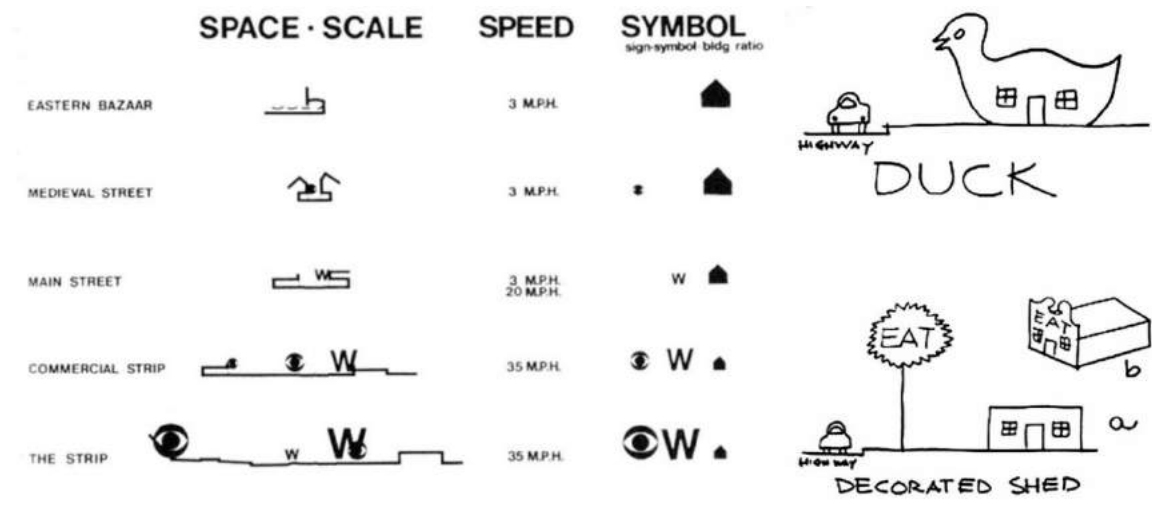 SPACE · SCALE SPEED SYMBOL
sign-symbol-bldg ratio
EASTERN BAZAAR 3 M.P.H.
MEDIEVAL STREET 3 M.P.H.
MAIN STREET W 3 M.P.H. W
20 M.P.H.
COMMERCIAL STRIP W 35 M.P.H. W
THE STRIP W W 35 M.P.H. W
HIGHWAY
DUCK
EAT
EAT
b
a
HIGHWAY
DECORATED SHED